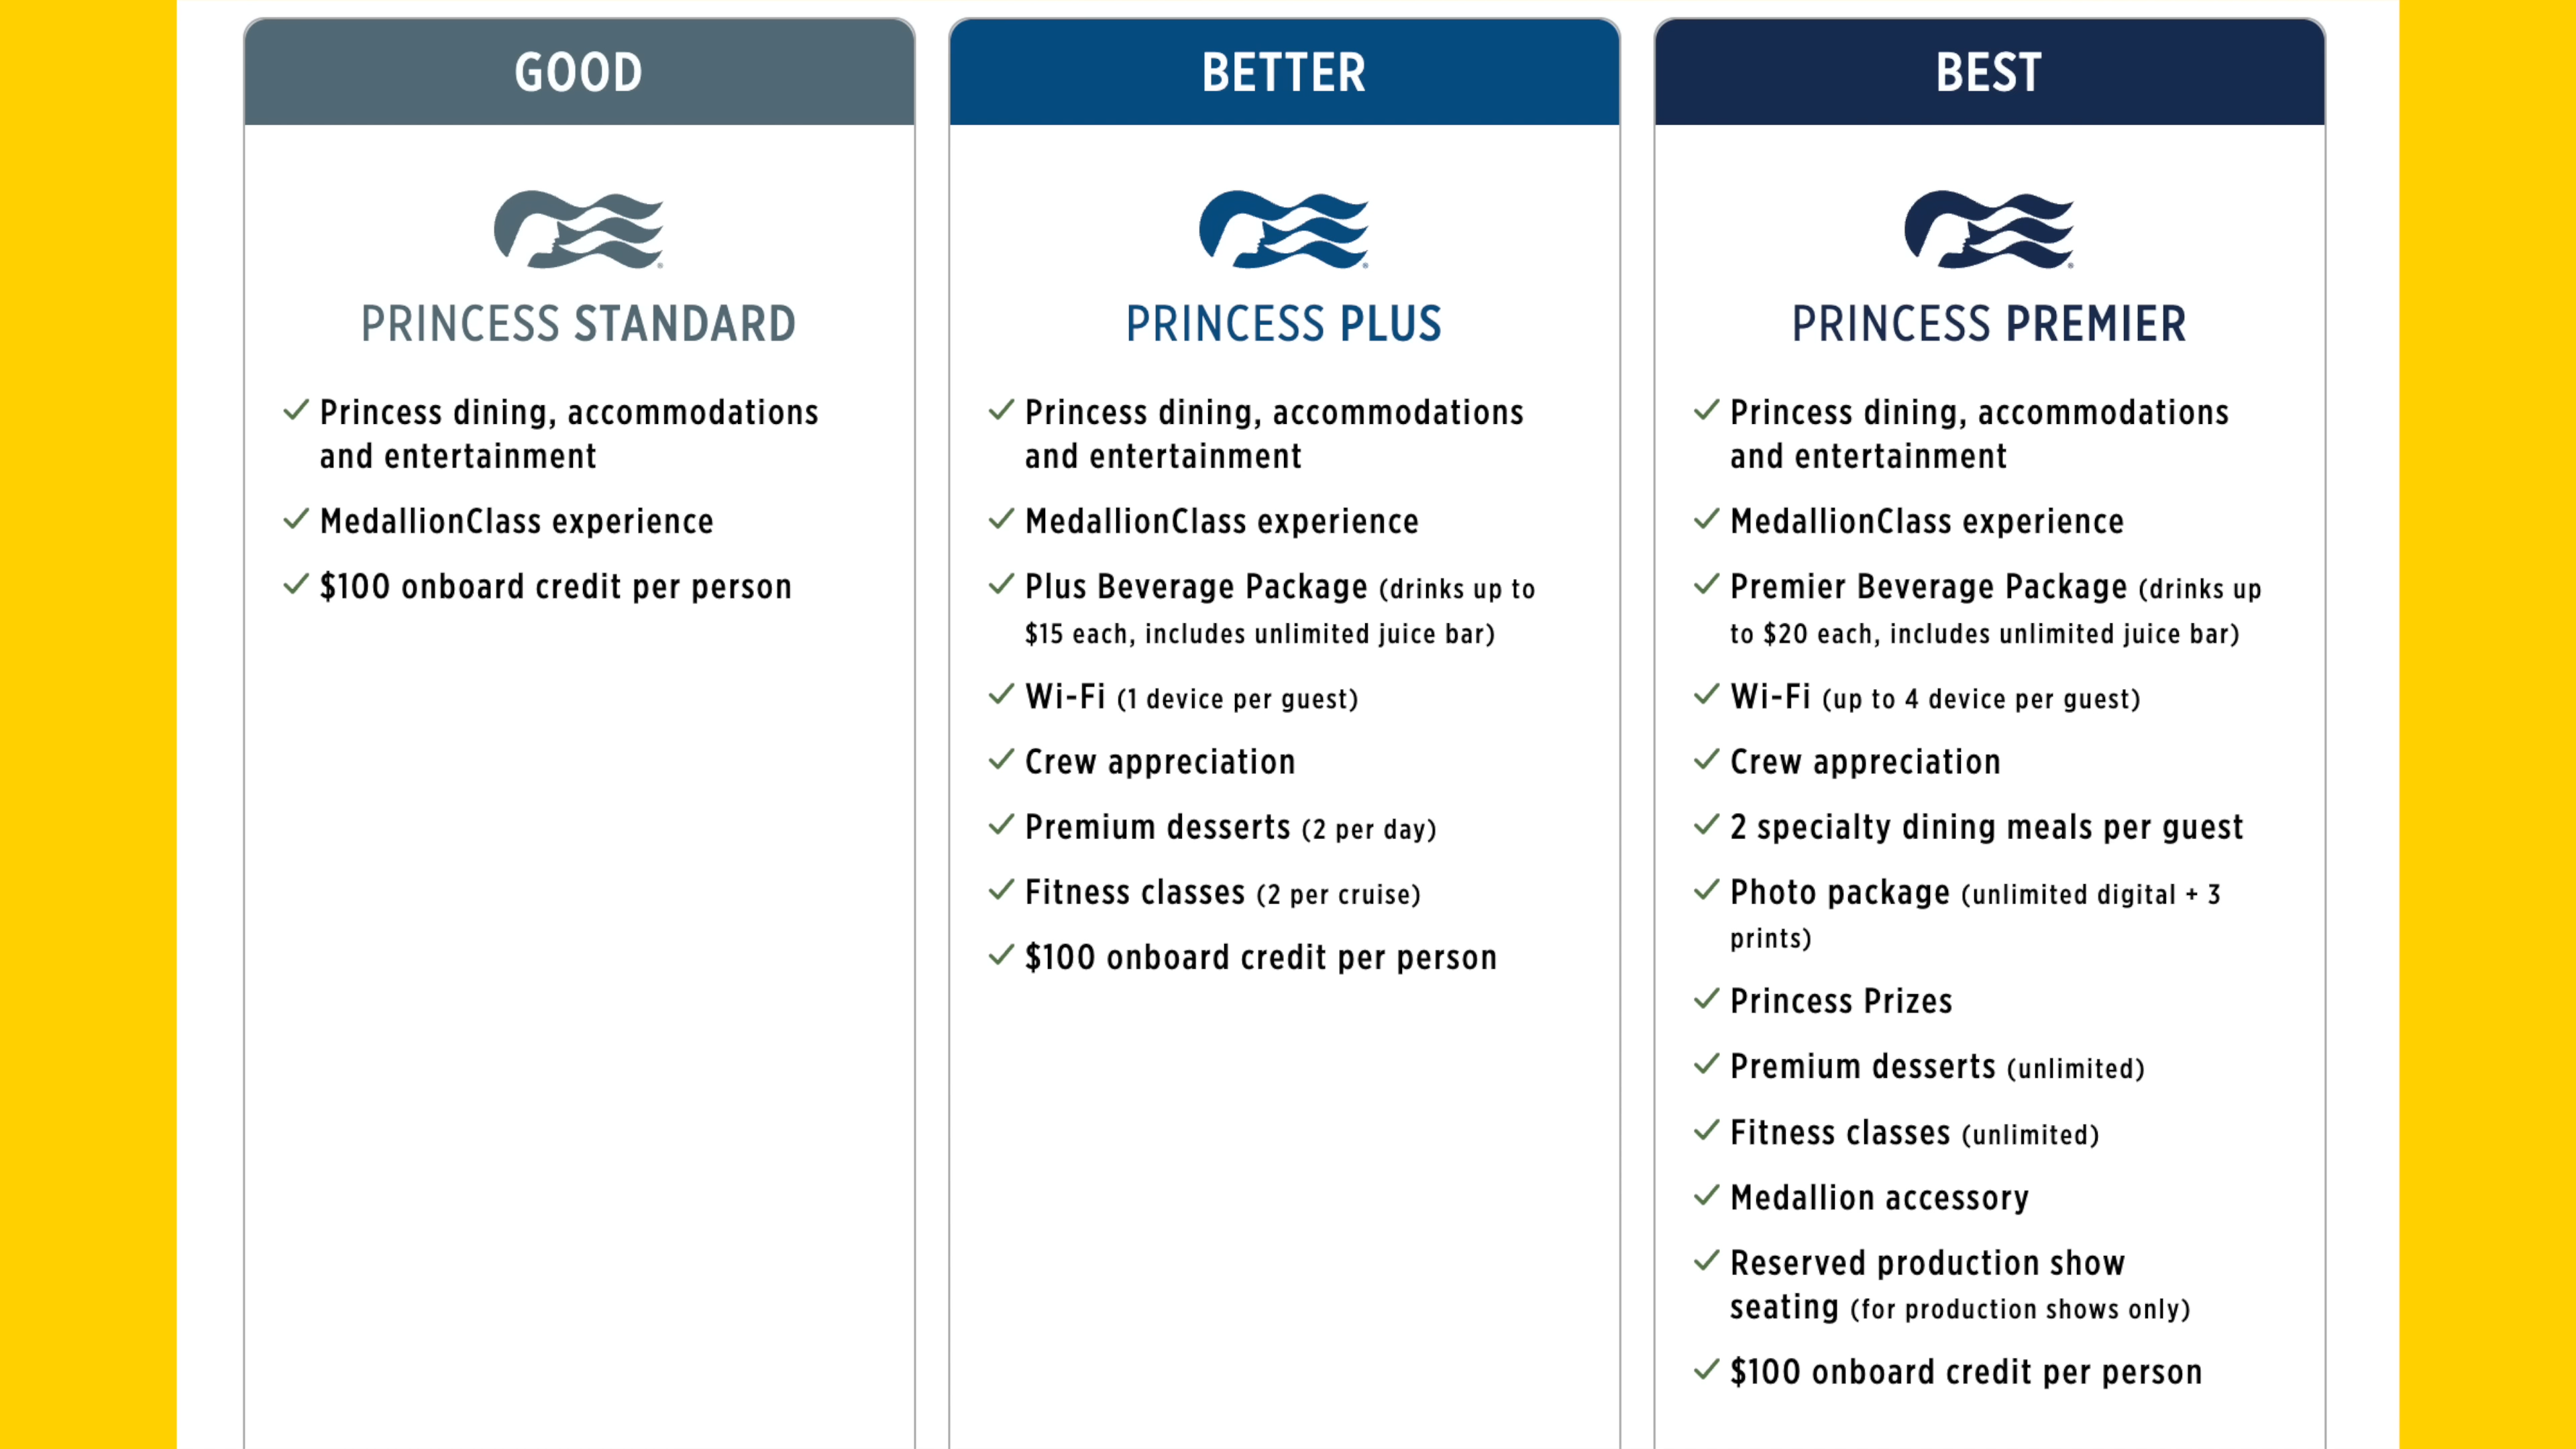 GOOD
PRINCESS STANDARD
Princess dining, accommodations
and entertainment
MedallionClass experience
$100 onboard credit per person
BETTER
PRINCESS PLUS
Princess dining, accommodations
and entertainment
MedallionClass experience
Plus Beverage Package (drinks up to
$15 each, includes unlimited juice bar)
Wi-Fi (1 device per guest)
Crew appreciation
Premium desserts (2 per day)
Fitness classes (2 per cruise)
$100 onboard credit per person
BEST
PRINCESS PREMIER
Princess dining, accommodations
and entertainment
MedallionClass experience
Premier Beverage Package (drinks up
to $20 each, includes unlimited juice bar)
Wi-Fi (up to 4 device per guest)
Crew appreciation
2 specialty dining meals per guest
Photo package (unlimited digital + 3
prints)
Princess Prizes
Premium desserts (unlimited)
Fitness classes (unlimited)
Medallion accessory
Reserved production show
seating (for production shows only)
$100 onboard credit per person